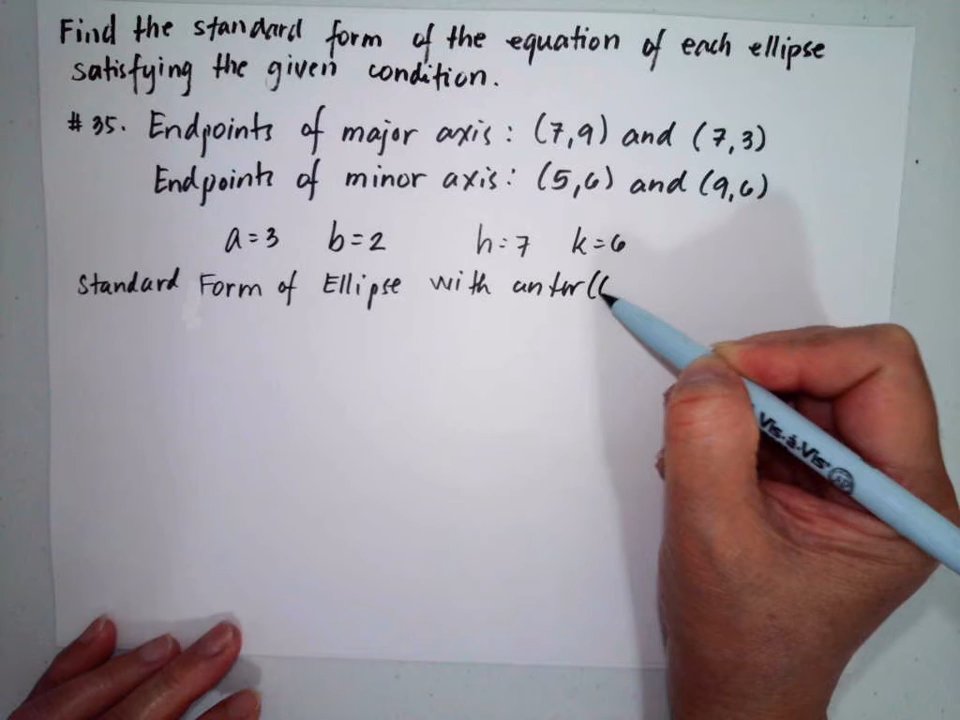 Find the standard form of the equation of each ellipse
satisfying the given condition.
#35. Endpoints of major axis: (7,9) and (7,3)
Endpoints of minor axis: (5,6) and (9,6)
a=3 b=2 h=7 k=6
Standard Form of Ellipse with center ((
Vis-à-Vis
AP